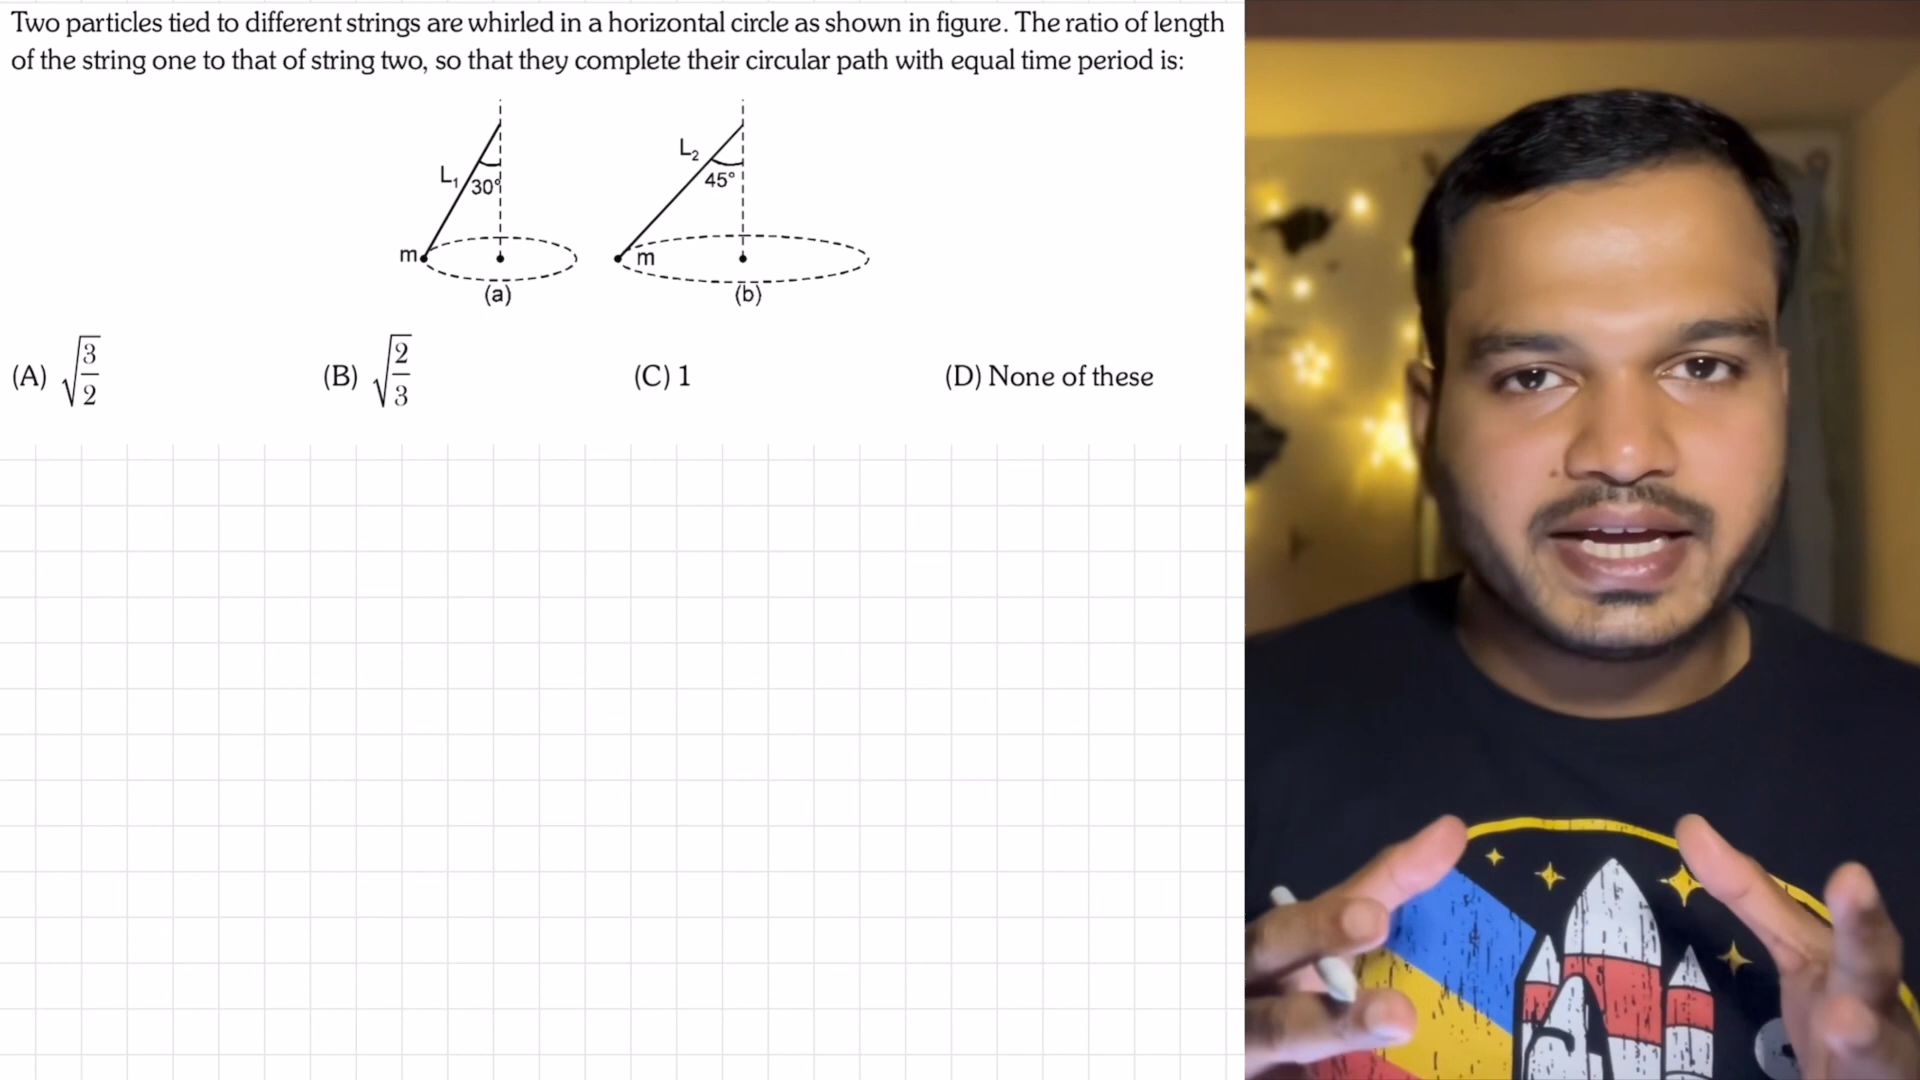 Two particles tied to different strings are whirled in a horizontal circle as shown in figure. The ratio of length
of the string one to that of string two, so that they complete their circular path with equal time period is:
L₁ 30°
m
(a)
L₂
45°
m
(b)
(A) √(3/2) (B) √(2/3) (C) 1 (D) None of these